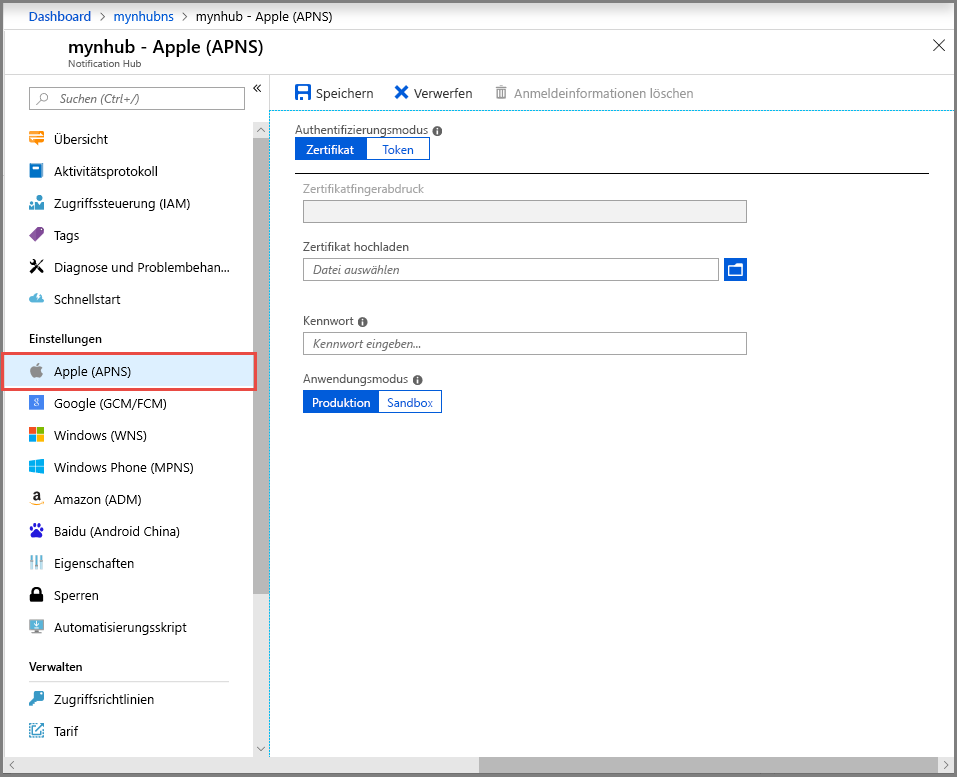 Dashboard > mynhubns > mynhub - Apple (APNS)
mynhub - Apple (APNS)
Notification Hub
Suchen (Ctrl+/)
«
Übersicht
Aktivitätsprotokoll
Zugriffssteuerung (IAM)
Tags
Diagnose und Problembehan...
Schnellstart
Einstellungen
Apple (APNS)
Google (GCM/FCM)
Windows (WNS)
Windows Phone (MPNS)
Amazon (ADM)
Baidu (Android China)
Eigenschaften
Sperren
Automatisierungsskript
Verwalten
Zugriffsrichtlinien
Tarif
Speichern Verwerfen Anmeldeinformationen löschen
Authentifizierungsmodus
Zertifikat Token
Zertifikatfingerabdruck
Zertifikat hochladen
Datei auswählen
Kennwort
Kennwort eingeben...
Anwendungsmodus
Produktion Sandbox